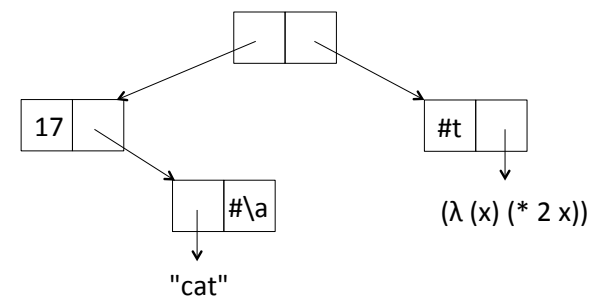 17
#t
#\a
(λ (x) (* 2 x))
"cat"